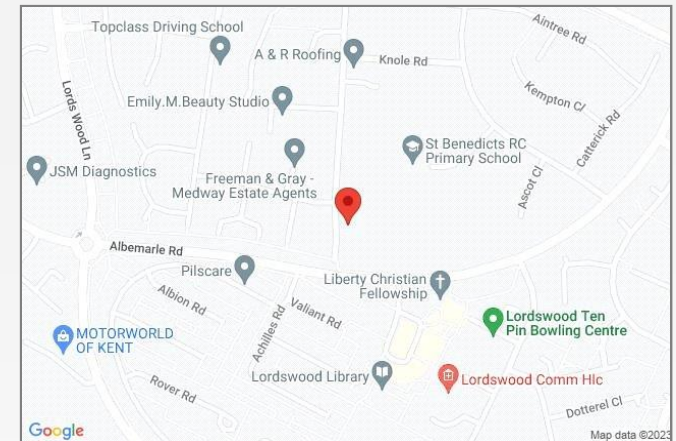 Topclass Driving School
Aintree Rd
A & R Roofing
Knole Rd
Lords Wood Ln
Emily.M.Beauty Studio
Kempton Cl
Catterick Rd
St Benedicts RC
Primary School
JSM Diagnostics
Freeman & Gray -
Medway Estate Agents
Ascot Cl
Albemarle Rd
Pilscare
Liberty Christian
Fellowship
Albion Rd
Valiant Rd
Achilles Rd
Lordswood Ten
Pin Bowling Centre
MOTORWORLD
OF KENT
Lordswood Library
Lordswood Comm Hlc
Rover Rd
Dotterel Cl
Google
Map data ©2023